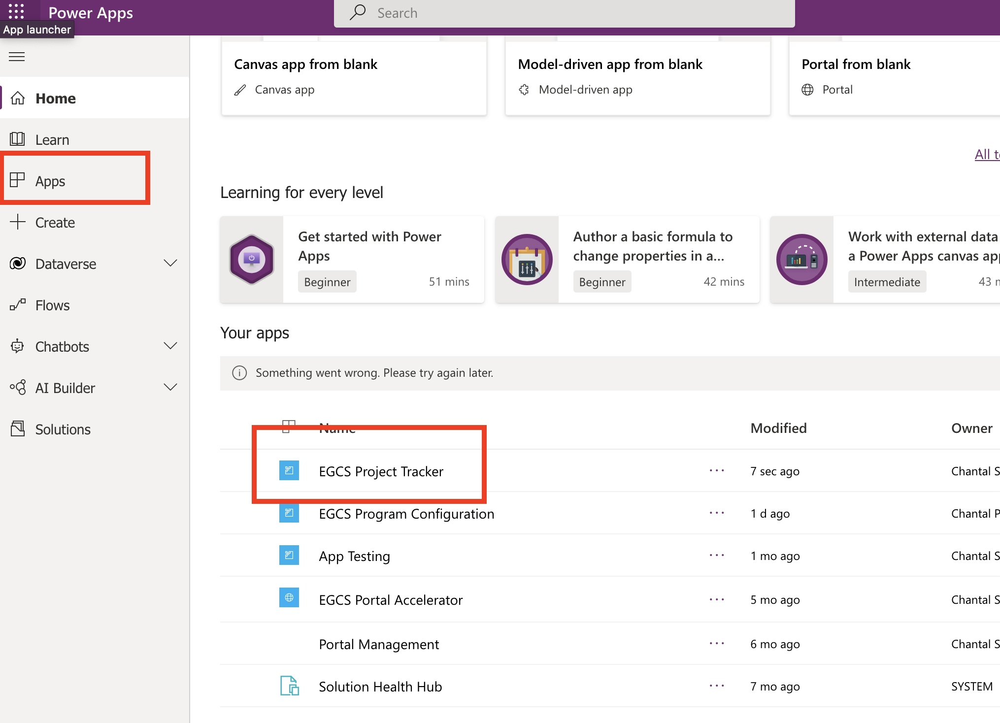 Power Apps
Search
App launcher
Home
Learn
Apps
Create
Dataverse
Flows
Chatbots
AI Builder
Solutions
Canvas app from blank
Canvas app
Model-driven app from blank
Model-driven app
Portal from blank
Portal
All
Learning for every level
Get started with Power
Apps
Beginner 51 mins
Author a basic formula to
change properties in a...
Beginner 42 mins
Work with external data
a Power Apps canvas
Intermediate 43
Your apps
Something went wrong. Please try again later.
Name Modified Owner
EGCS Project Tracker ... 7 sec ago Chantal S
EGCS Program Configuration ... 1 d ago Chantal P
App Testing ... 1 mo ago Chantal S
EGCS Portal Accelerator ... 5 mo ago Chantal S
Portal Management ... 6 mo ago Chantal S
Solution Health Hub ... 7 mo ago SYSTEM